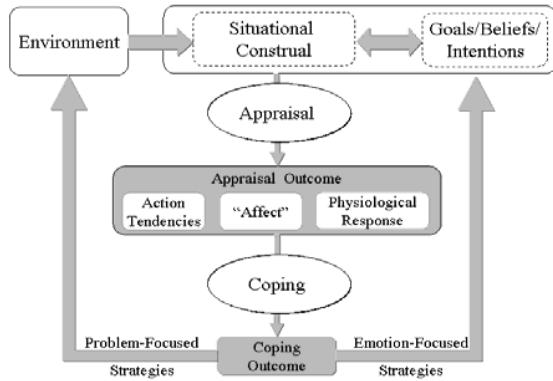 Environment
Situational
Construal
Goals/Beliefs/
Intentions
Appraisal
Appraisal Outcome
Action
Tendencies
“Affect”
Physiological
Response
Coping
Problem-Focused
Strategies
Coping
Outcome
Emotion-Focused
Strategies